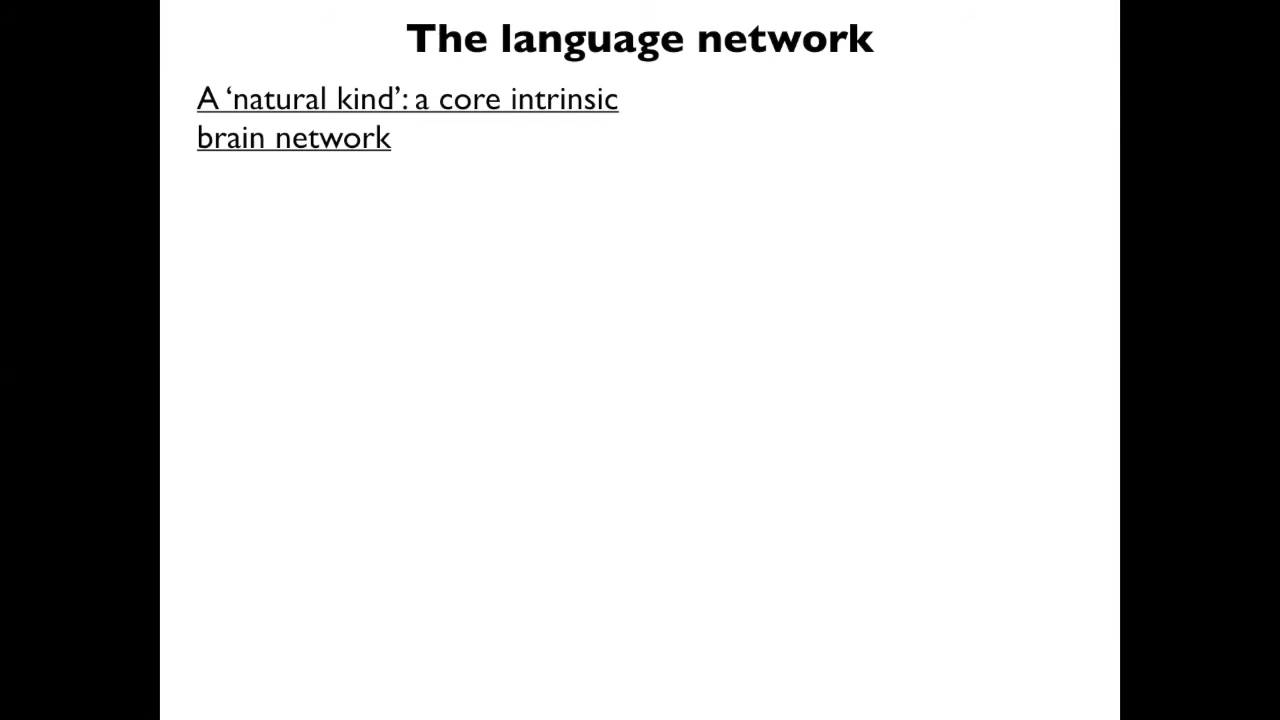 The language network
A ‘natural kind’: a core intrinsic
brain network